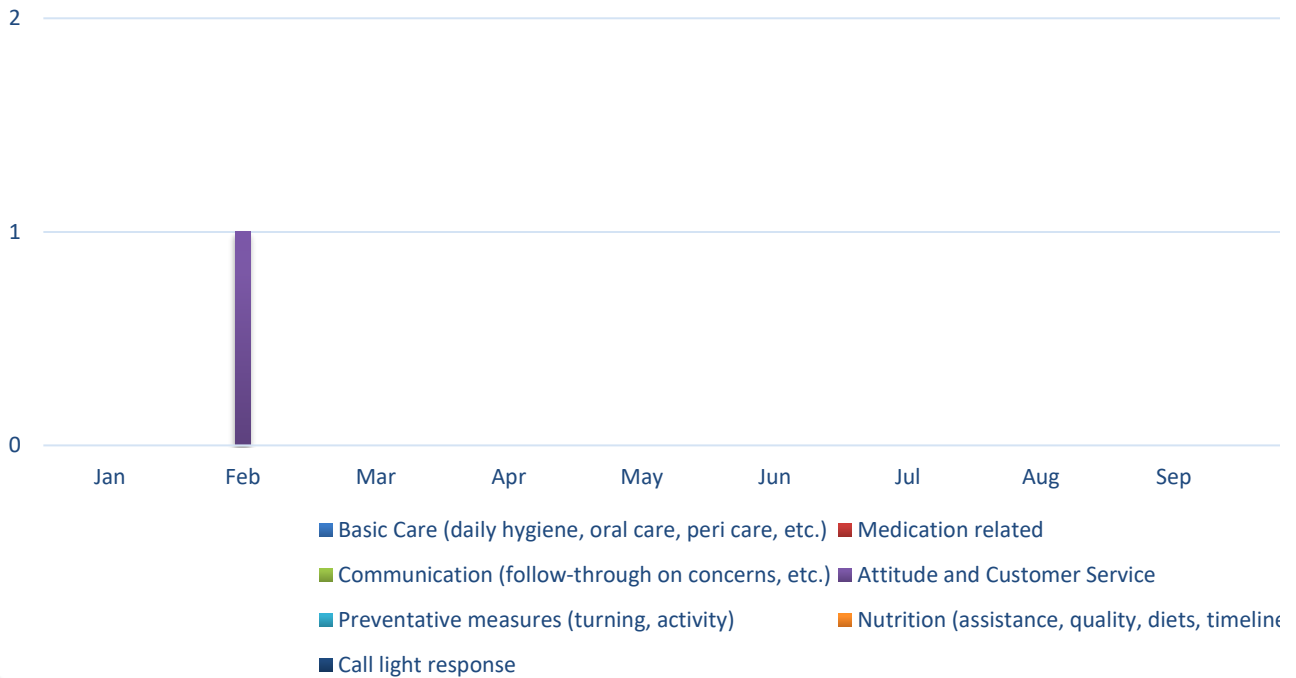 2
1
0
Jan Feb Mar Apr May Jun Jul Aug Sep
Basic Care (daily hygiene, oral care, peri care, etc.) Medication related
Communication (follow-through on concerns, etc.) Attitude and Customer Service
Preventative measures (turning, activity) Nutrition (assistance, quality, diets, timeline
Call light response